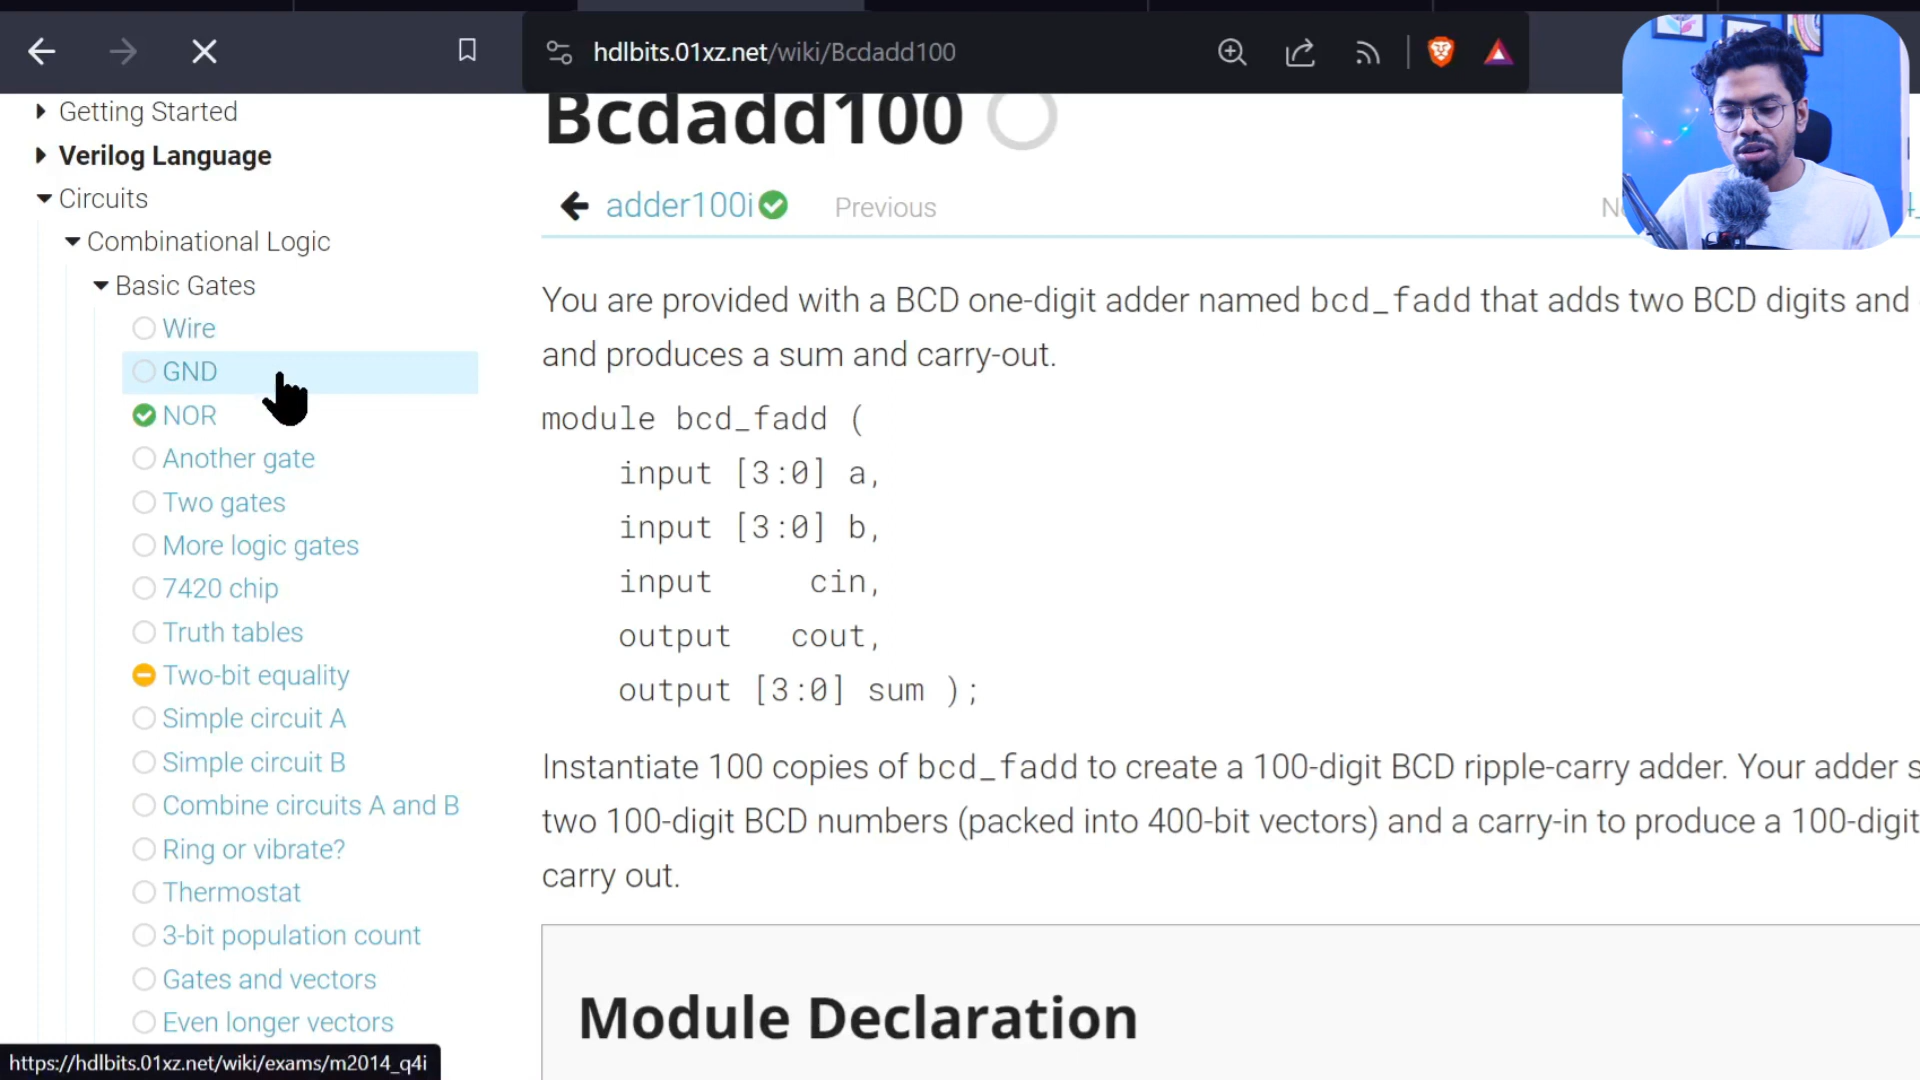 hdlbits.01xz.net/wiki/Bcdadd100
Getting Started
Verilog Language
Circuits
Combinational Logic
Basic Gates
Wire
GND
NOR
Another gate
Two gates
More logic gates
7420 chip
Truth tables
Two-bit equality
Simple circuit A
Simple circuit B
Combine circuits A and B
Ring or vibrate?
Thermostat
3-bit population count
Gates and vectors
Even longer vectors
https://hdlbits.01xz.net/wiki/exams/m2014_q4i
Bcdadd100
adder100i Previous
You are provided with a BCD one-digit adder named bcd_fadd that adds two BCD digits and
and produces a sum and carry-out.
module bcd_fadd (
input [3:0] a,
input [3:0] b,
input cin,
output cout,
output [3:0] sum );
Instantiate 100 copies of bcd_fadd to create a 100-digit BCD ripple-carry adder. Your adder s
two 100-digit BCD numbers (packed into 400-bit vectors) and a carry-in to produce a 100-digit
carry out.
Module Declaration